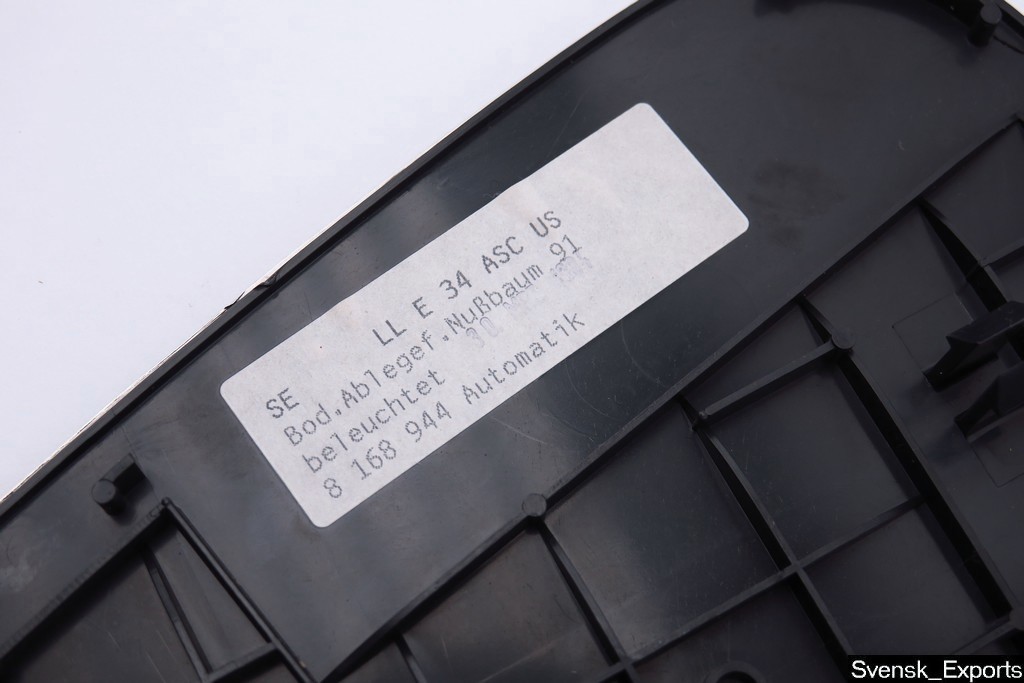 SE LL E 34 ASC US
Bod.Ablegef.Nußbaum 91
beleuchtet
8 168 944 Automatik
Svensk_Exports